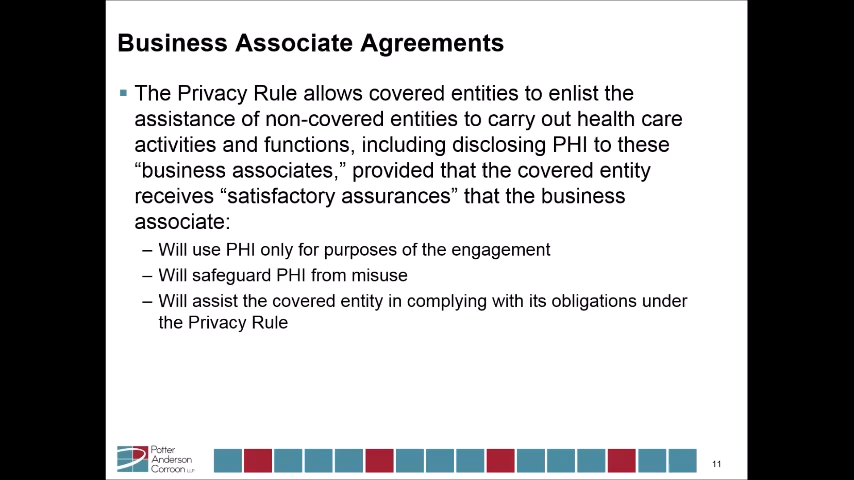 Business Associate Agreements
▪ The Privacy Rule allows covered entities to enlist the
assistance of non-covered entities to carry out health care
activities and functions, including disclosing PHI to these
“business associates,” provided that the covered entity
receives “satisfactory assurances” that the business
associate:
– Will use PHI only for purposes of the engagement
– Will safeguard PHI from misuse
– Will assist the covered entity in complying with its obligations under
the Privacy Rule
Potter
Anderson
Corroon LLP
11